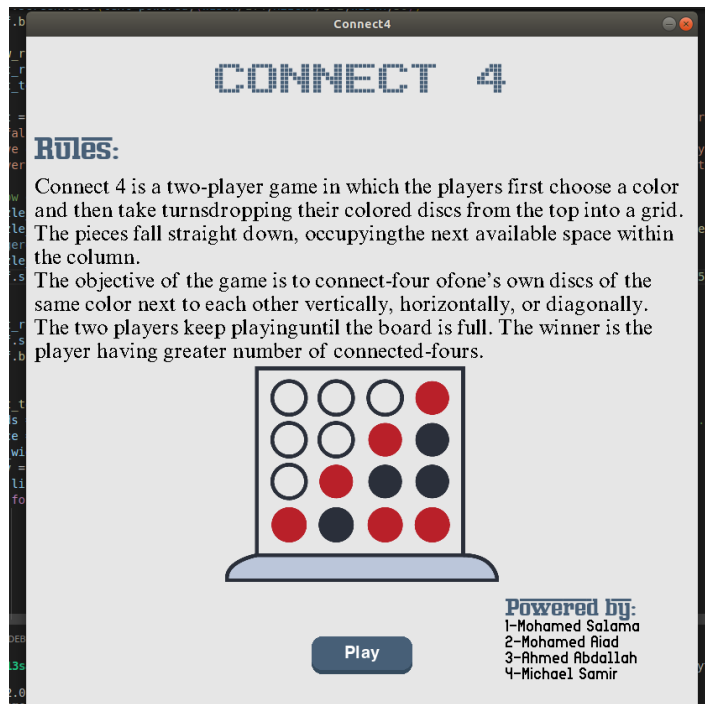 Connect4
CONNECT 4
Rules:
Connect 4 is a two-player game in which the players first choose a color
and then take turnsdropping their colored discs from the top into a grid.
The pieces fall straight down, occupyingthe next available space within
the column.
The objective of the game is to connect-four ofone's own discs of the
same color next to each other vertically, horizontally, or diagonally.
The two players keep playinguntil the board is full. The winner is the
player having greater number of connected-fours.
Powered by:
1-Mohamed Salama
2-Mohamed Aiad
3-Ahmed Abdallah
4-Michael Samir
Play